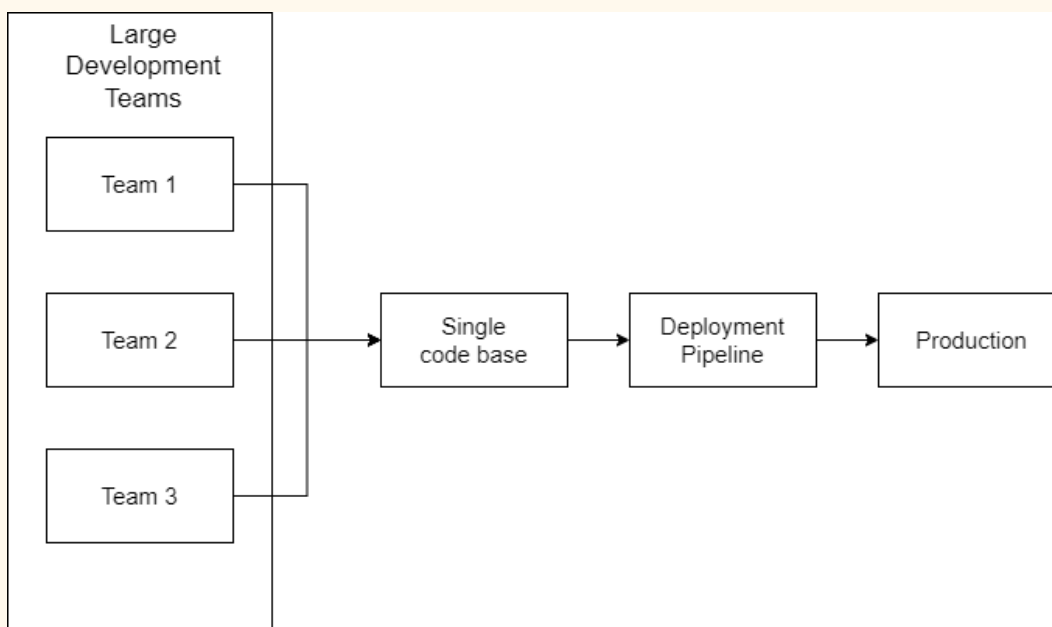 Large
Development
Teams
Team 1
Team 2
Team 3
Single
code base
Deployment
Pipeline
Production